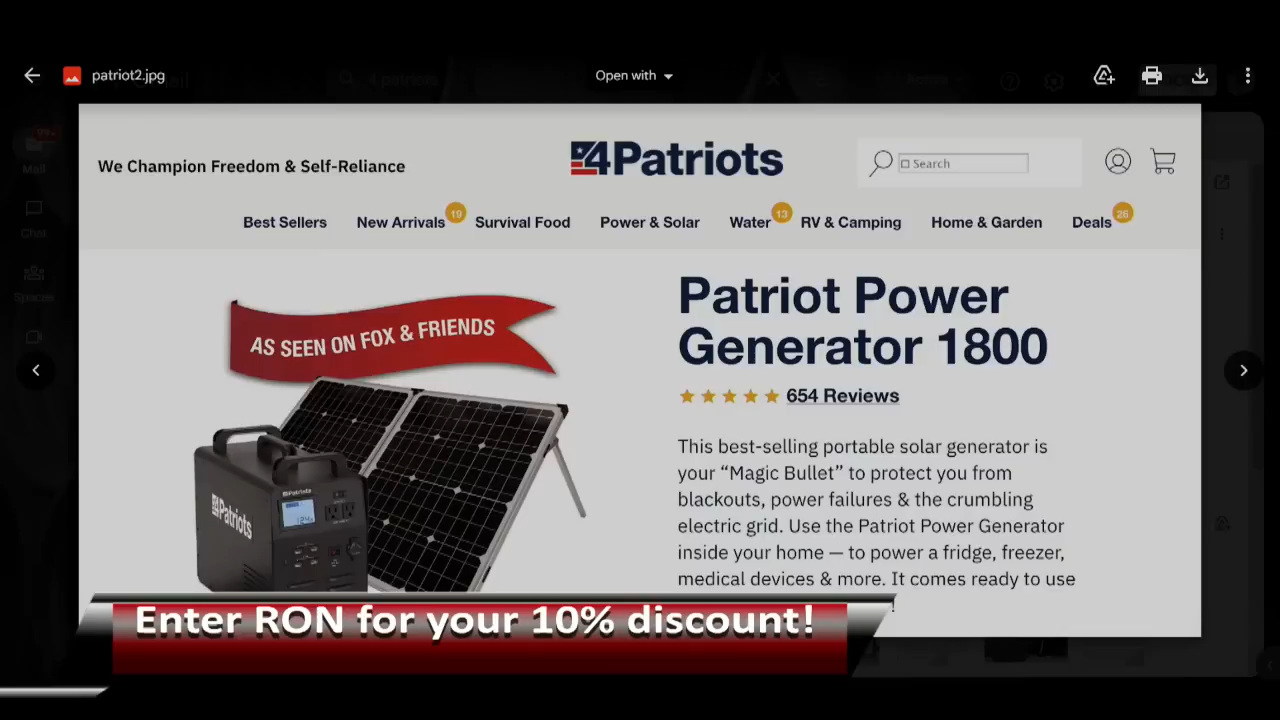 patriot2.jpg
Open with
We Champion Freedom & Self-Reliance
4Patriots
Search
Best Sellers
New Arrivals
19
Survival Food
Power & Solar
Water
13
RV & Camping
Home & Garden
Deals
26
AS SEEN ON FOX & FRIENDS
Patriot Power
Generator 1800
654 Reviews
This best-selling portable solar generator is
your “Magic Bullet” to protect you from
blackouts, power failures & the crumbling
electric grid. Use the Patriot Power Generator
inside your home — to power a fridge, freezer,
medical devices & more. It comes ready to use
4Patriots
4Patriots
Mail
Chat
Spaces
Enter RON for your 10% discount!